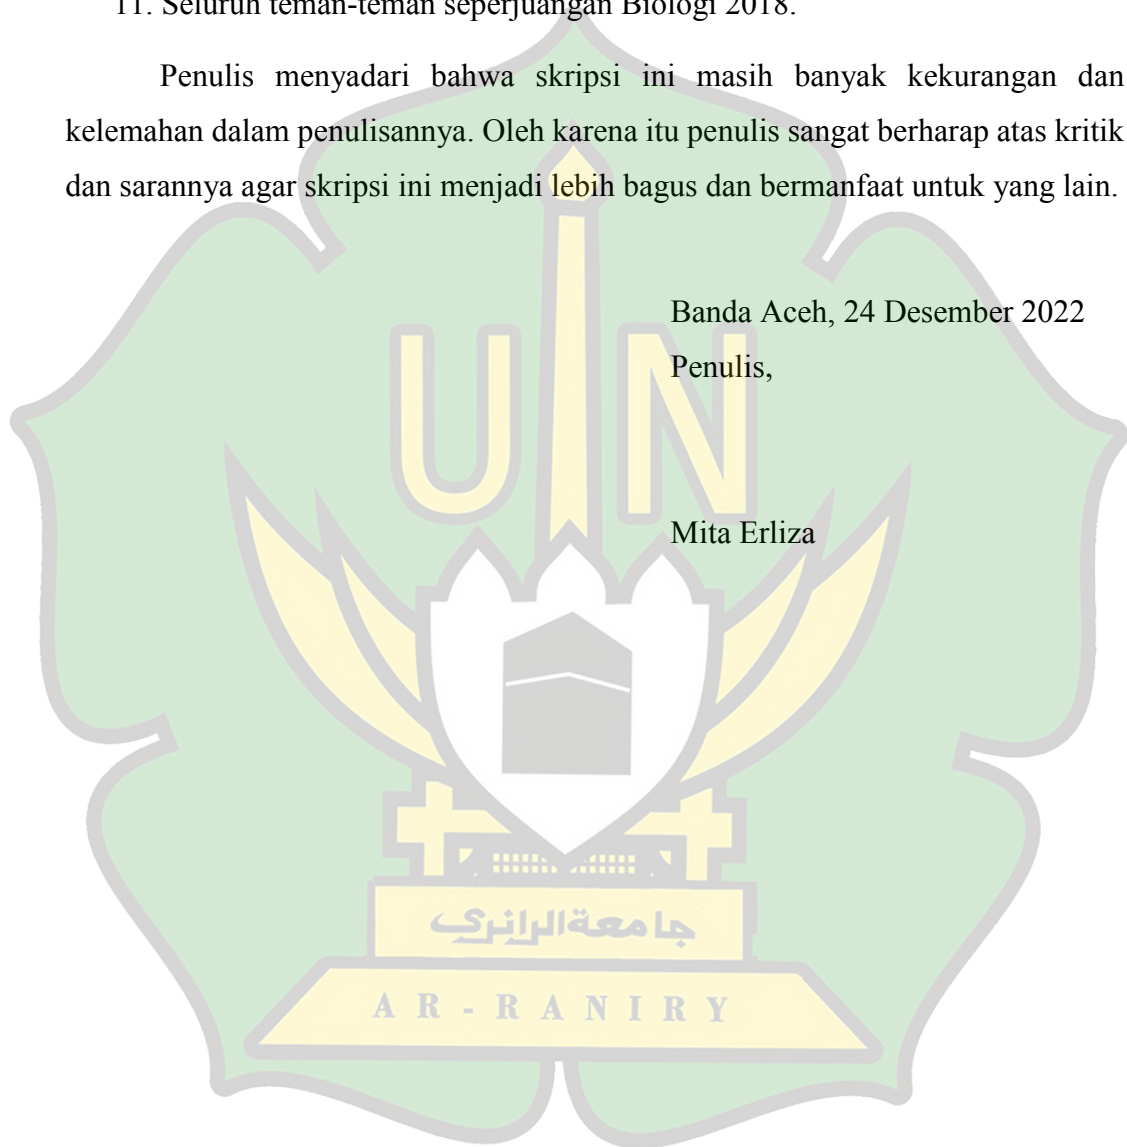 11. Seluruh teman-teman seperjuangan Biologi 2018.
Penulis menyadari bahwa skripsi ini masih banyak kekurangan dan
kelemahan dalam penulisannya. Oleh karena itu penulis sangat berharap atas kritik
dan sarannya agar skripsi ini menjadi lebih bagus dan bermanfaat untuk yang lain.
Banda Aceh, 24 Desember 2022
Penulis,
Mita Erliza
UIN
جامعةالرانري
AR-RANIRY